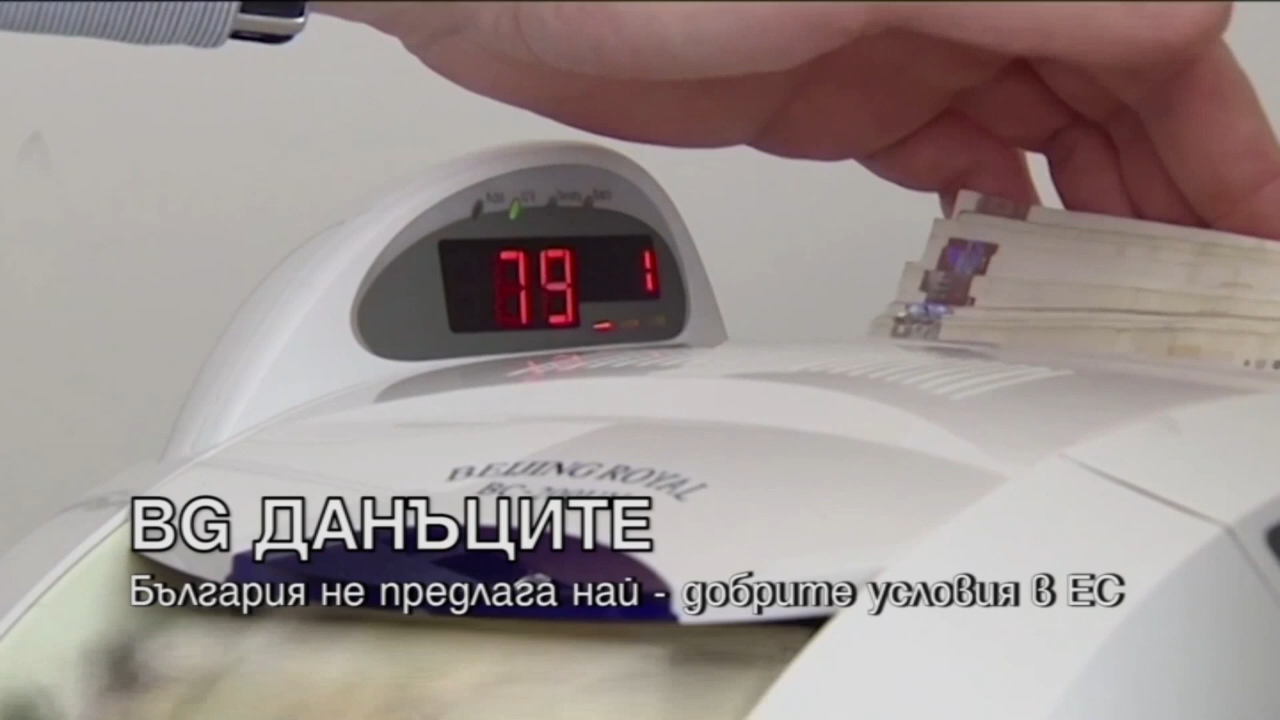 79 1
BEIJING ROYAL
BG ДАНЪЦИТЕ
България не предлага най - добрите условия в ЕС